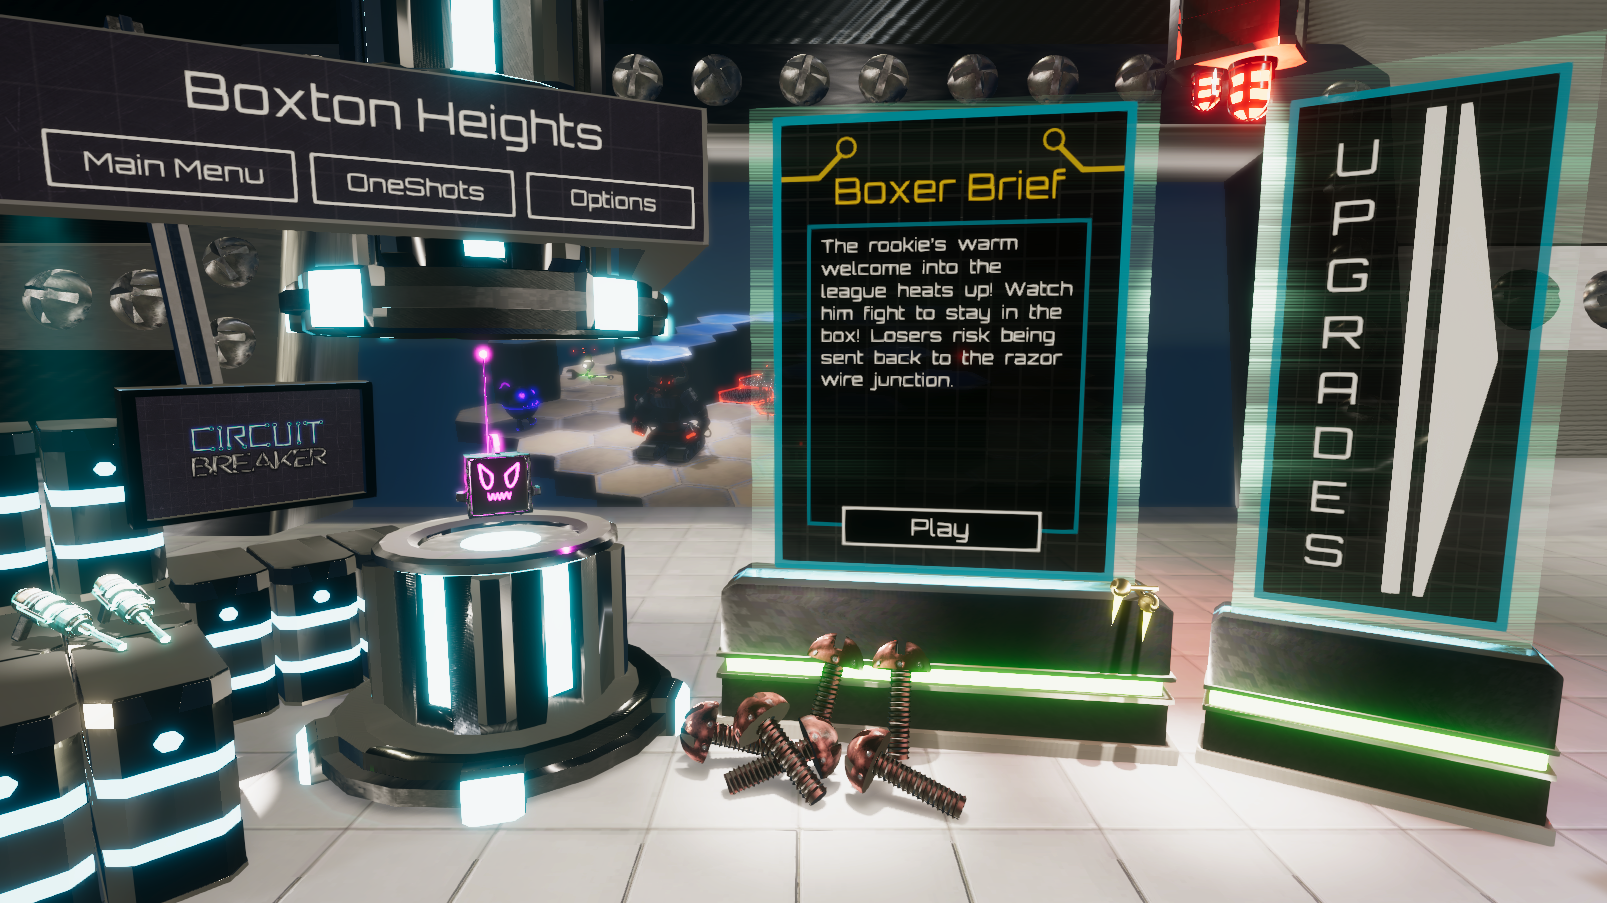 Boxton Heights
Main Menu
OneShots
Options
CIRCUIT
BREAKER
Boxer Brief
The rookie's warm
welcome into the
league heats up! Watch
him fight to stay in the
box! Losers risk being
sent back to the razor
wire junction.
Play
UPGRADES